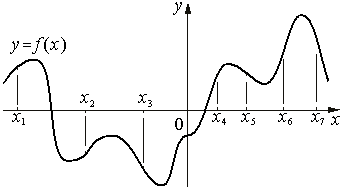 y
y=f(x)
x₂ x₃
0
x₁ x₄ x₅ x₆ x₇ x